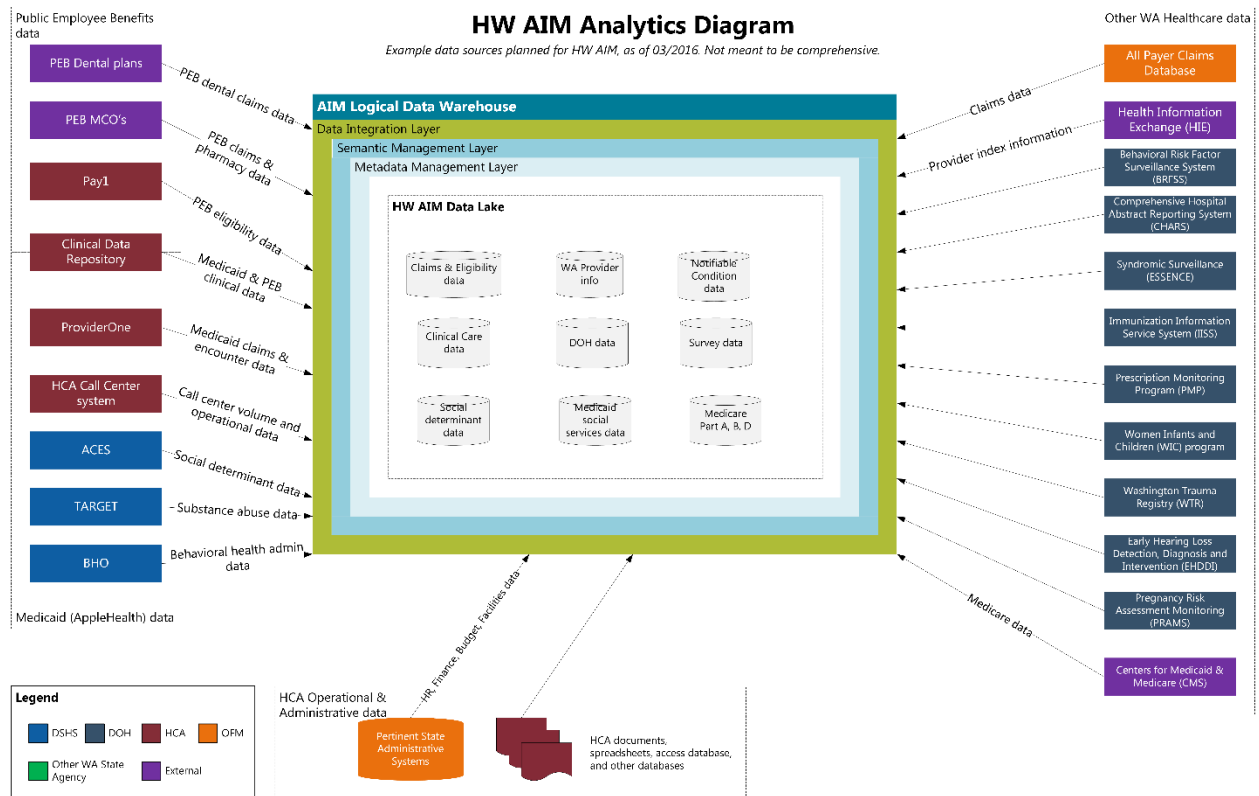 HW AIM Analytics Diagram
Example data sources planned for HW AIM, as of 03/2016. Not meant to be comprehensive.
Public Employee Benefits
data
PEB Dental plans
PEB MCO's
Pay1
Clinical Data
Repository
ProviderOne
HCA Call Center
system
ACES
TARGET
BHO
Medicaid (AppleHealth) data
PEB dental claims data
PEB claims &
pharmacy data
PEB eligibility data
Medicaid & PEB
clinical data
Medicaid claims &
encounter data
Call center volume and
operational data
Social determinant data
Substance abuse data
Behavioral health admin
data
AIM Logical Data Warehouse
Data Integration Layer
Semantic Management Layer
Metadata Management Layer
HW AIM Data Lake
Claims & Eligibility
data
WA Provider
info
Notifiable
Condition
data
Clinical Care
data
DOH data
Survey data
Social
determinant
data
Medicaid
social
services data
Medicare
Part A, B, D
Claims data
Provider index information
Medicare data
Other WA Healthcare data
All Payer Claims
Database
Health Information
Exchange (HIE)
Behavioral Risk Factor
Surveillance System
(BRFSS)
Comprehensive Hospital
Abstract Reporting System
(CHARS)
Syndromic Surveillance
(ESSENCE)
Immunization Information
Service System (IISS)
Prescription Monitoring
Program (PMP)
Women Infants and
Children (WIC) program
Washington Trauma
Registry (WTR)
Early Hearing Loss
Detection, Diagnosis and
Intervention (EHDDI)
Pregnancy Risk
Assessment Monitoring
(PRAMS)
Centers for Medicaid &
Medicare (CMS)
HR, Finance, Budget, Facilities data
HCA Operational &
Administrative data
Pertinent State
Administrative
Systems
HCA documents,
spreadsheets, access database,
and other databases
Legend
DSHS
DOH
HCA
OFM
Other WA State
Agency
External